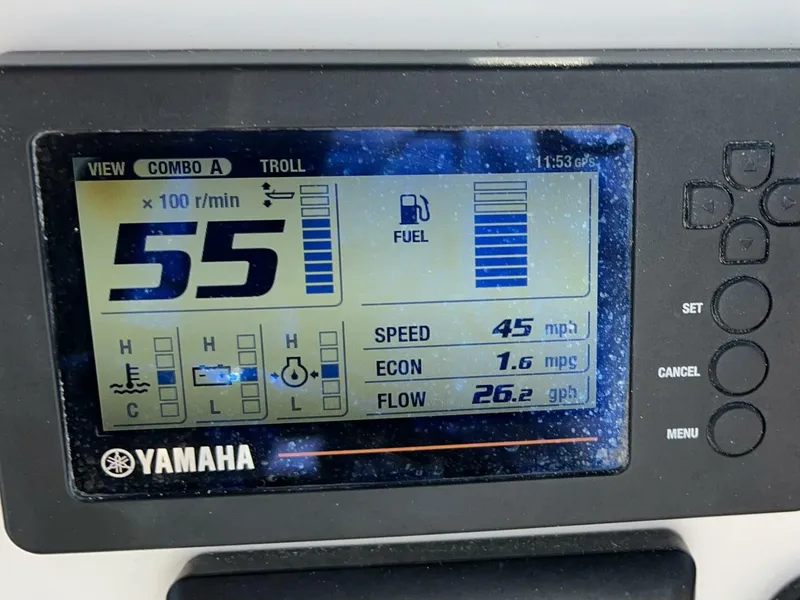 VIEW COMBO A TROLL 11:53 GPS
× 100 r/min
55
FUEL
SPEED 45 mph
ECON 1.6 mpg
FLOW 26.2 gph
H H H
C L L
YAMAHA
SET
CANCEL
MENU